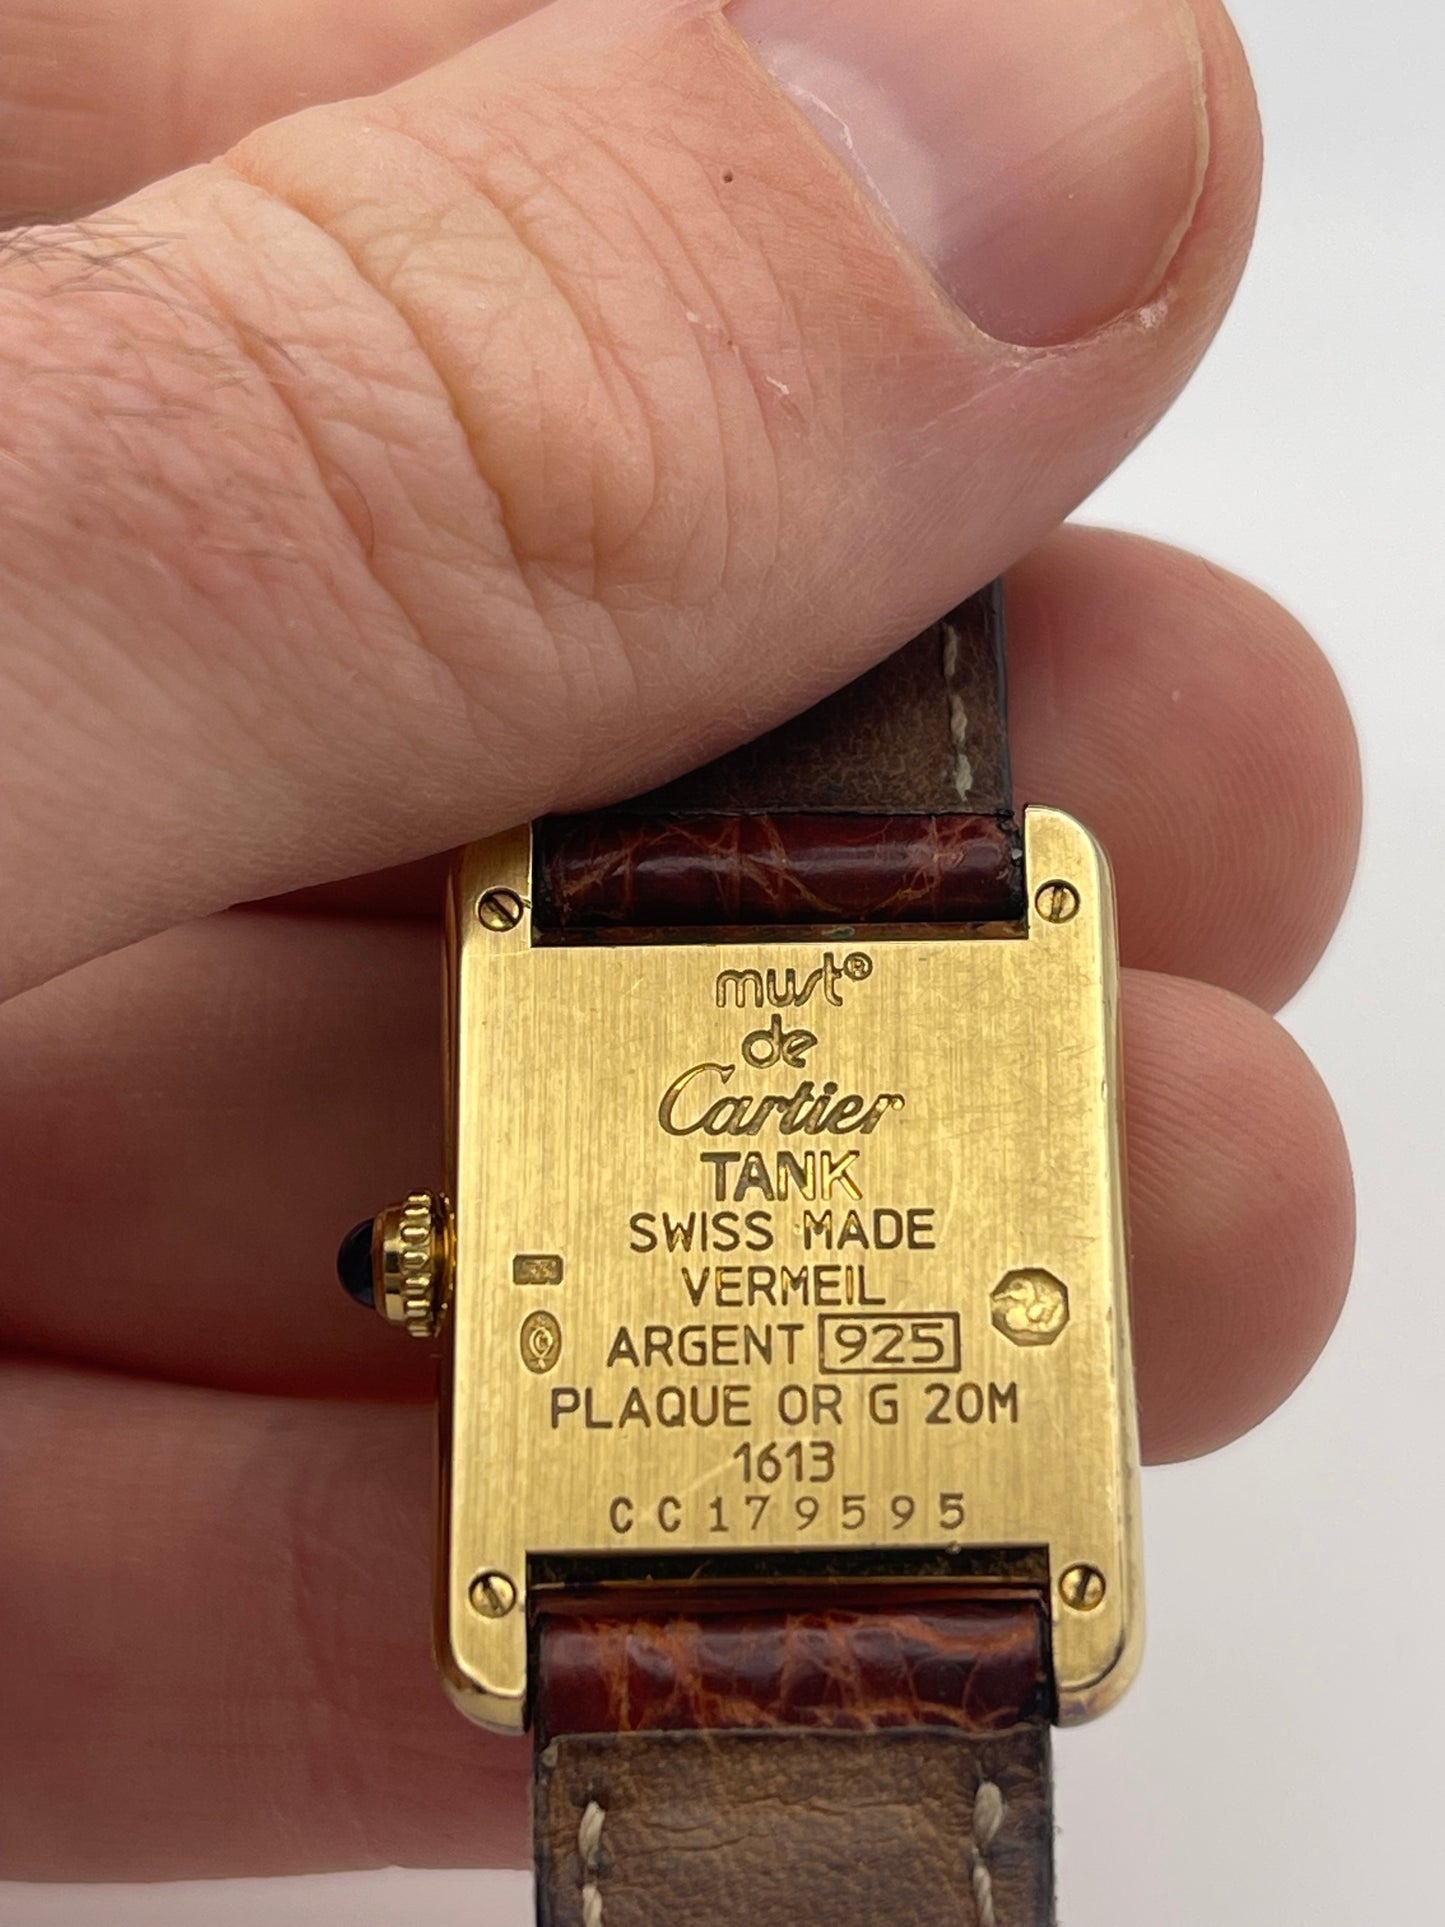 must®
de
Cartier
TANK
SWISS MADE
VERMEIL
ARGENT 925
PLAQUE OR G 20M
1613
CC179595